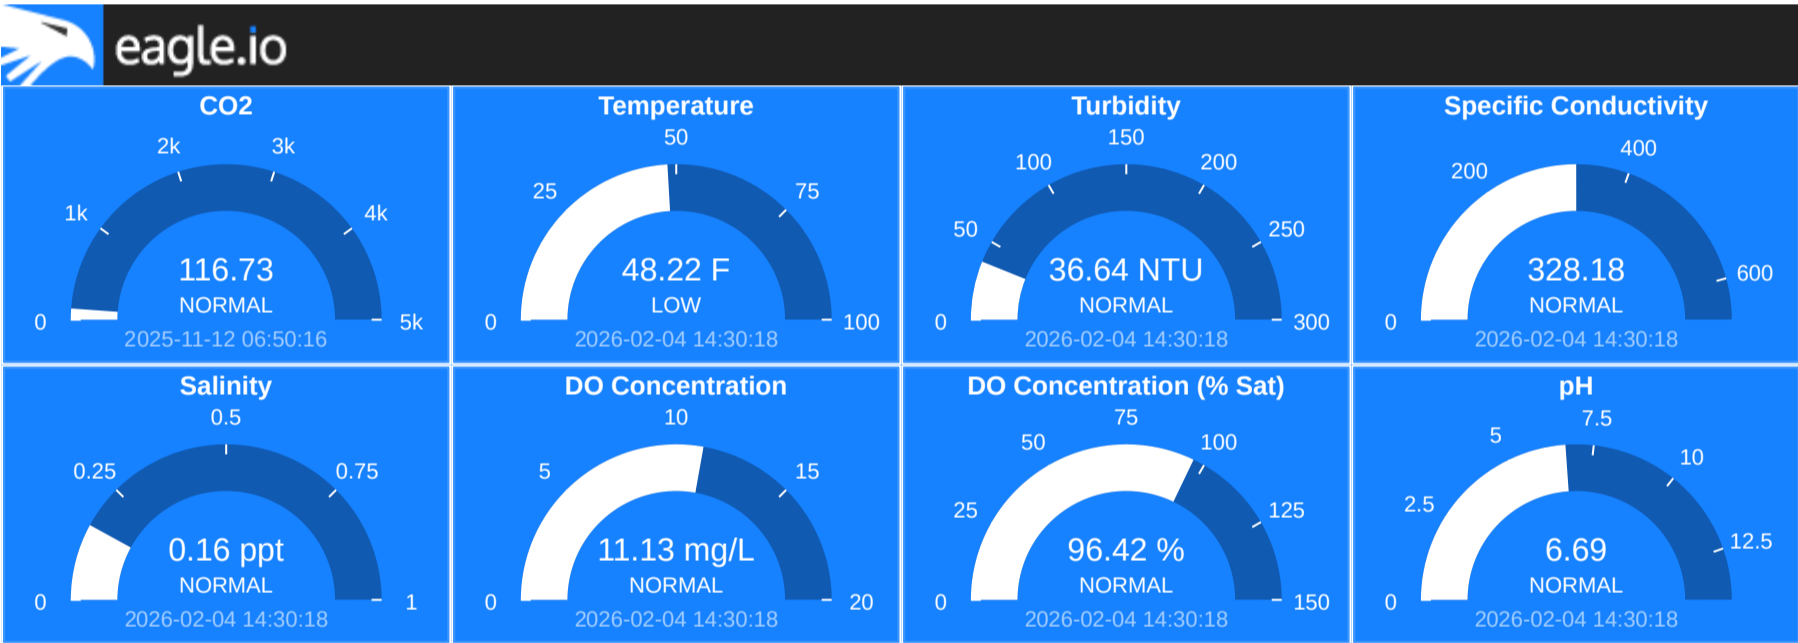 eagle.io
CO2
0
1k
2k
3k
4k
5k
116.73
NORMAL
2025-11-12 06:50:16
Temperature
0
25
50
75
100
48.22 F
LOW
2026-02-04 14:30:18
Turbidity
0
50
100
150
200
250
300
36.64 NTU
NORMAL
2026-02-04 14:30:18
Specific Conductivity
0
200
400
600
328.18
NORMAL
2026-02-04 14:30:18
Salinity
0
0.25
0.5
0.75
1
0.16 ppt
NORMAL
2026-02-04 14:30:18
DO Concentration
0
5
10
15
20
11.13 mg/L
NORMAL
2026-02-04 14:30:18
DO Concentration (% Sat)
0
25
50
75
100
125
150
96.42 %
NORMAL
2026-02-04 14:30:18
pH
0
2.5
5
7.5
10
12.5
6.69
NORMAL
2026-02-04 14:30:18